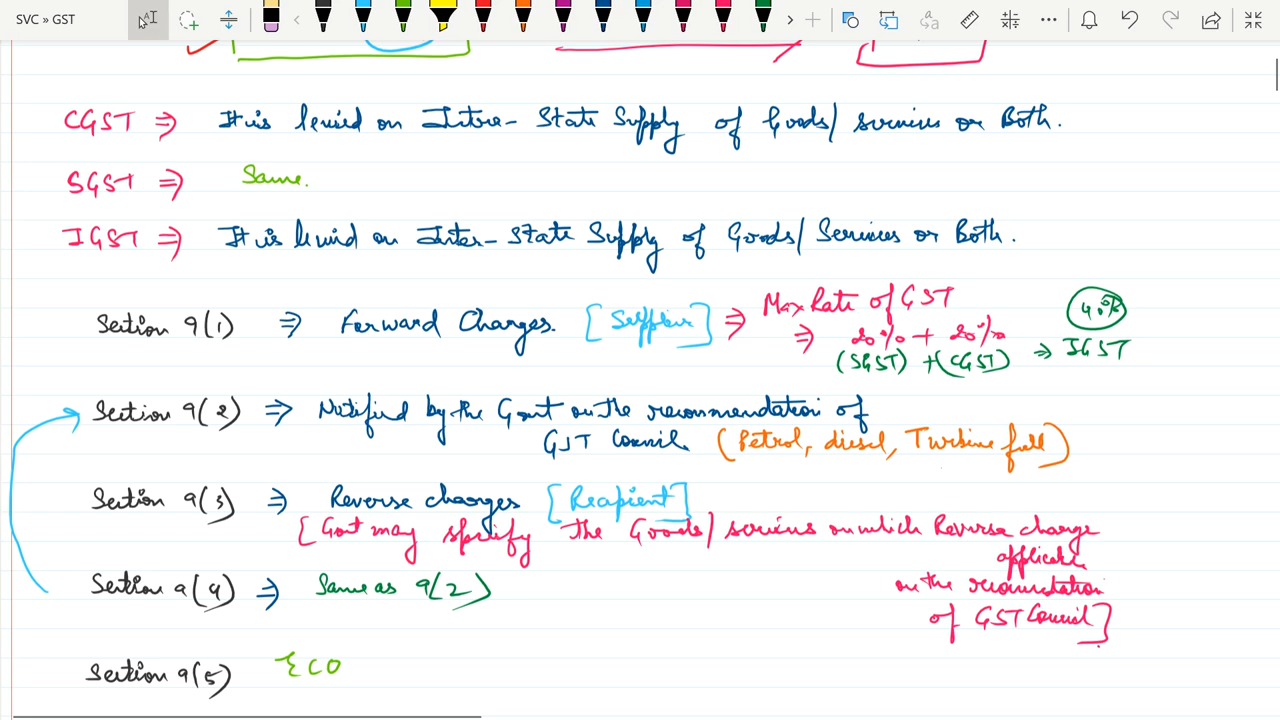 SVC » GST
CGST ⇒ It is levied on Intra-State Supply of Goods/ services or Both.
SGST ⇒ Same.
IGST ⇒ It is levied on Inter-State Supply of Goods/ Services or Both.
Section 9(1) ⇒ Forward Charges. [Supplier] ⇒ Max Rate of GST
⇒ 20% + 20% 40%
(SGST) + (CGST) ⇒ IGST
Section 9(2) ⇒ Notified by the Govt on the recommendation of
GST Council (Petrol, diesel, Turbine fuel)
Section 9(3) ⇒ Reverse charges [Recipient]
[Govt may specify the Goods/ services on which Reverse charge
applicable
on the recommendation
of GST Council]
Section 9(4) ⇒ Same as 9(2)
Section 9(5) ECO